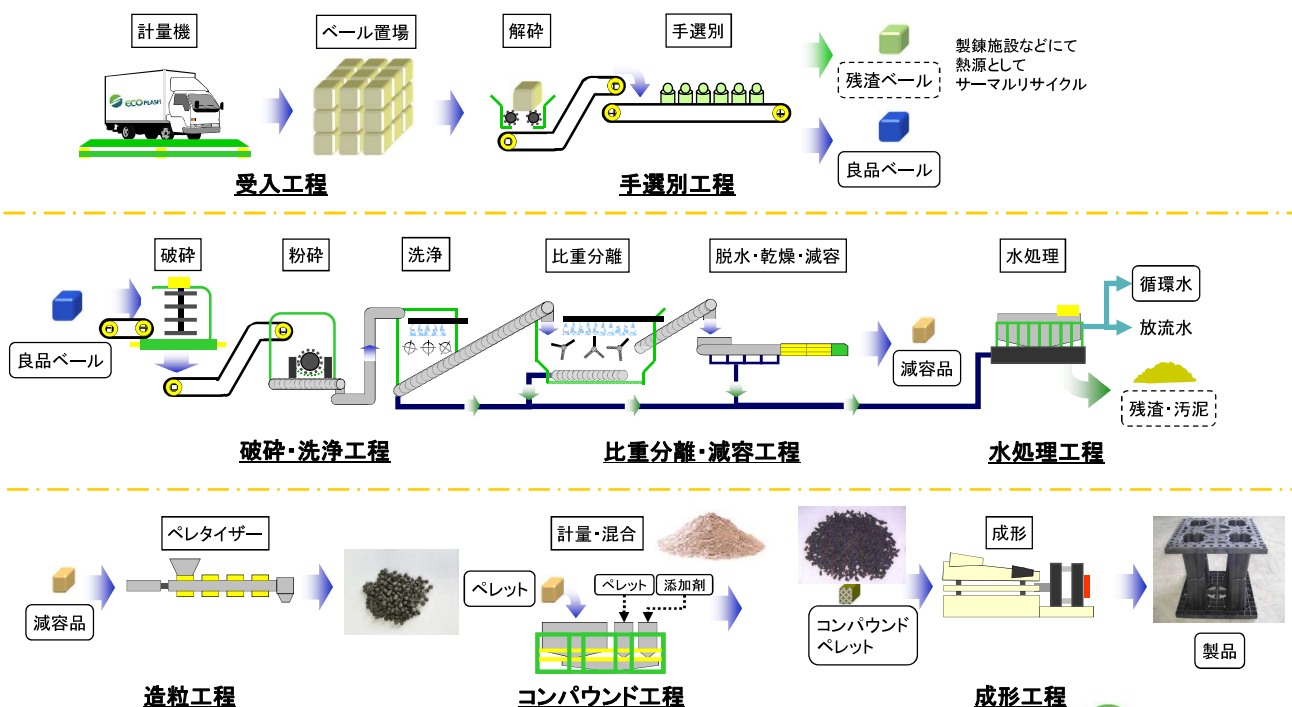 計量機
ベール置場
解砕
手選別
eco PLASH
残渣ベール
製錬施設などにて
熱源として
サーマルリサイクル
良品ベール
受入工程
手選別工程
破砕
粉砕
洗浄
比重分離
脱水・乾燥・減容
水処理
良品ベール
減容品
循環水
放流水
残渣・汚泥
破砕・洗浄工程
比重分離・減容工程
水処理工程
ペレタイザー
計量・混合
成形
減容品
ペレット
ペレット
添加剤
コンパウンド
ペレット
製品
造粒工程
コンパウンド工程
成形工程